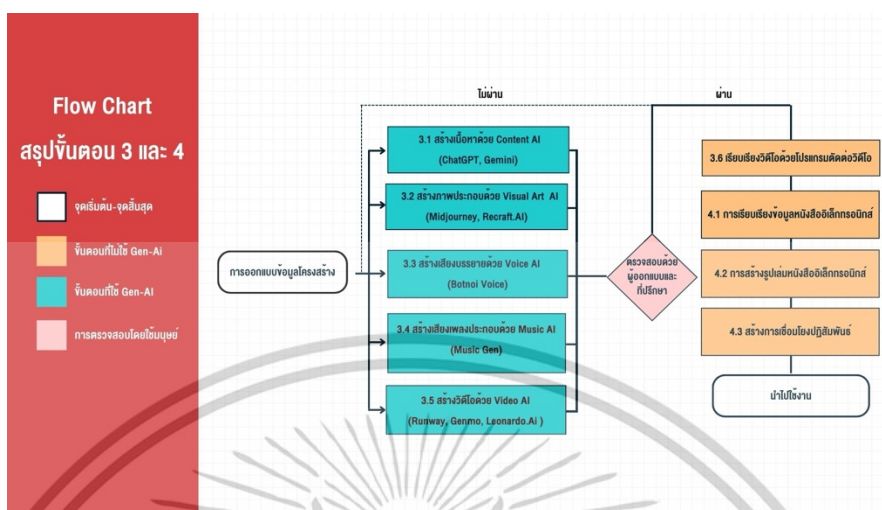 Flow Chart
สรุปขั้นตอน 3 และ 4
จุดเริ่มต้น-จุดสิ้นสุด
ขั้นตอนที่ไม่ใช้ Gen-Ai
ขั้นตอนที่ใช้ Gen-AI
การตรวจสอบโดยใช้มนุษย์
การออกแบบข้อมูลโครงสร้าง
ไม่ผ่าน
3.1 สร้างเนื้อหาด้วย Content AI
(ChatGPT, Gemini)
3.2 สร้างภาพประกอบด้วย Visual Art AI
(Midjourney, Recraft.AI)
3.3 สร้างเสียงบรรยายด้วย Voice AI
(Botnoi Voice)
3.4 สร้างเสียงเพลงประกอบด้วย Music AI
(Music Gen)
3.5 สร้างวิดีโอด้วย Video AI
(Runway, Genmo, Leonardo.Ai )
ตรวจสอบด้วย
ผู้ออกแบบและ
ที่ปรึกษา
ผ่าน
3.6 เรียบเรียงวิดีโอด้วยโปรแกรมตัดต่อวิดีโอ
4.1 การเรียบเรียงข้อมูลหนังสืออิเล็กทรอนิกส์
4.2 การสร้างรูปเล่มหนังสืออิเล็กทรอนิกส์
4.3 สร้างการเชื่อมโยงปฏิสัมพันธ์
นำไปใช้งาน